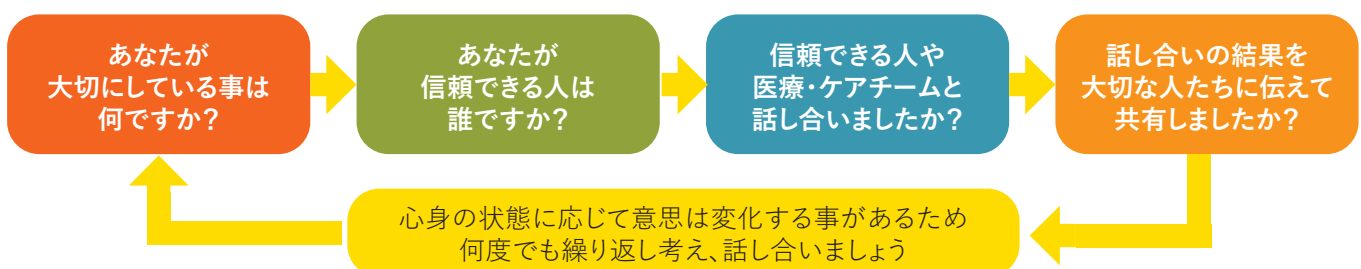 あなたが
大切にしている事は
何ですか？
あなたが
信頼できる人は
誰ですか？
信頼できる人や
医療・ケアチームと
話し合いましたか？
話し合いの結果を
大切な人たちに伝えて
共有しましたか？
心身の状態に応じて意思は変化する事があるため
何度でも繰り返し考え、話し合いましょう